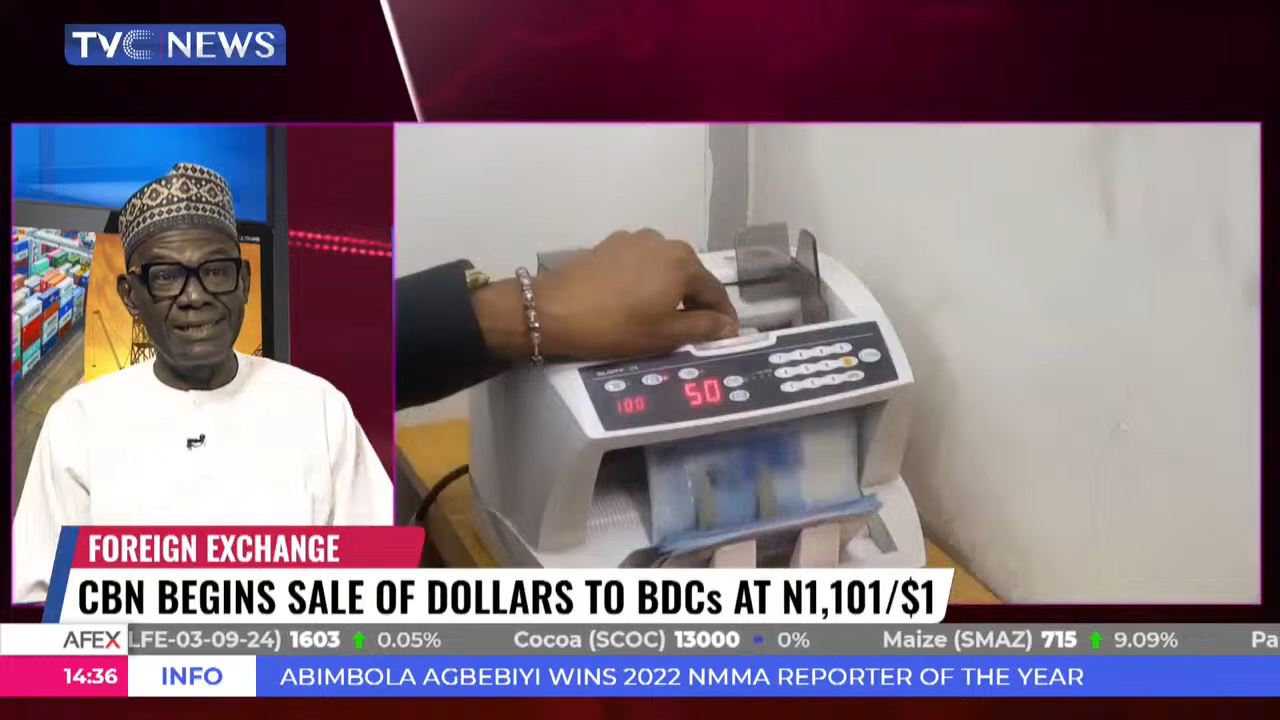 TVC NEWS
GLORY
100
50
FOREIGN EXCHANGE
CBN BEGINS SALE OF DOLLARS TO BDCs AT N1,101/$1
AFEX LFE-03-09-24) 1603 0.05% Cocoa (SCOC) 13000 0% Maize (SMAZ) 715 9.09% Pa
14:36 INFO ABIMBOLA AGBEBIYI WINS 2022 NMMA REPORTER OF THE YEAR